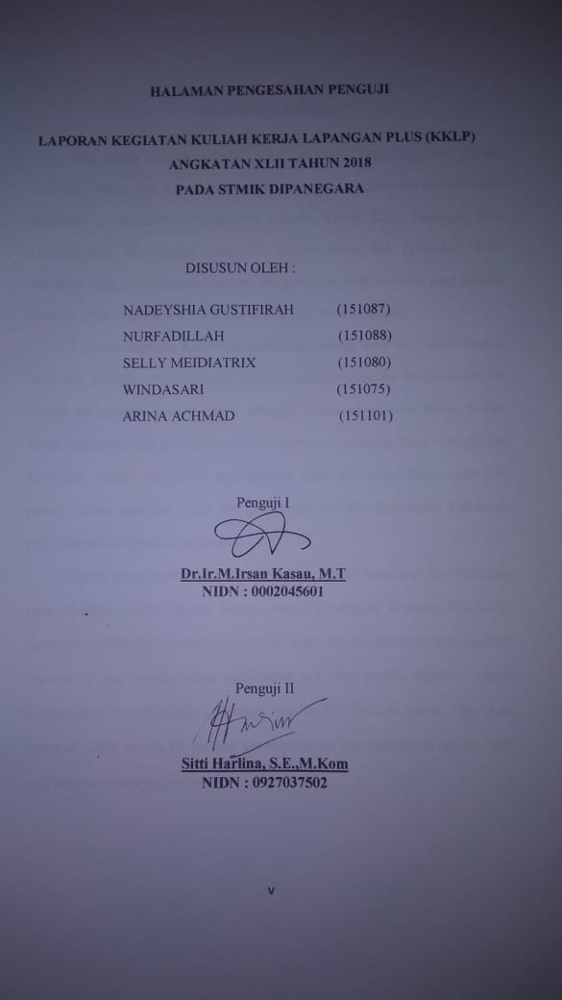 HALAMAN PENGESAHAN PENGUJI
LAPORAN KEGIATAN KULIAH KERJA LAPANGAN PLUS (KKLP)
ANGKATAN XLII TAHUN 2018
PADA STMIK DIPANEGARA
DISUSUN OLEH :
NADEYSHIA GUSTIFIRAH (151087)
NURFADILLAH (151088)
SELLY MEIDIATRIX (151080)
WINDASARI (151075)
ARINA ACHMAD (151101)
Penguji I
Dr.Ir.M.Irsan Kasau, M.T
NIDN : 0002045601
Penguji II
Sitti Harlina, S.E.,M.Kom
NIDN : 0927037502
v